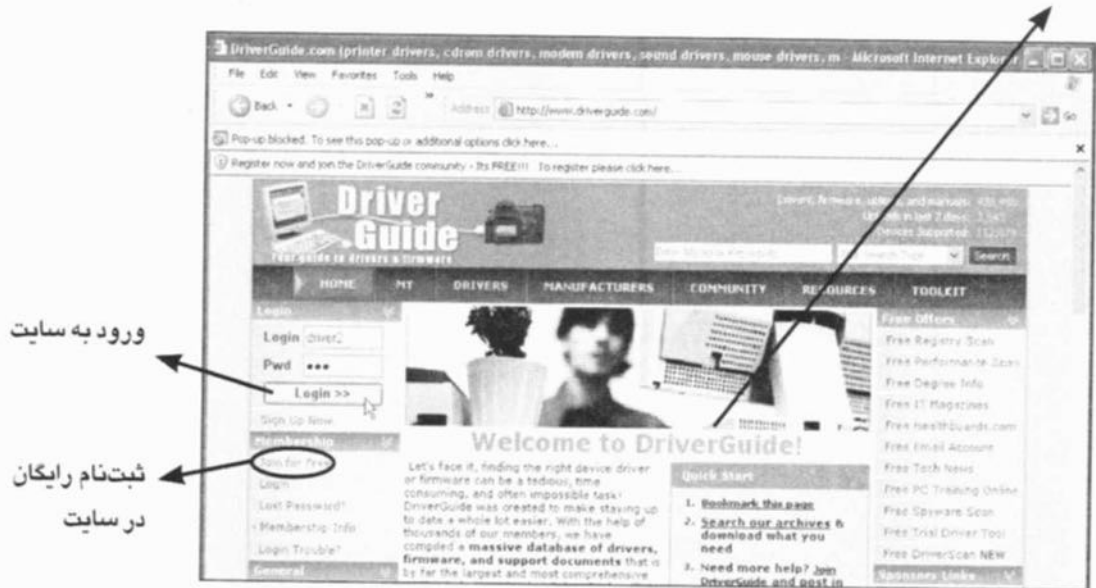 DriverGuide.com (printer drivers, cdrom drivers, modem drivers, sound drivers, mouse drivers, m - Microsoft Internet Explorer
File Edit View Favorites Tools Help
Back Address http://www.driverguide.com/ Go
Pop-up blocked. To see this pop-up or additional options click here...
Register now and join the DriverGuide community - Its FREE!!! To register please click here...
Driver
Guide
Your guide to drivers & firmware
Search
HOME MT DRIVERS MANUFACTURERS COMMUNITY RESOURCES TOOLKIT
Login
Login driver2
Pwd •••
Login >>
Sign Up Now
Membership
Join for Free
Login
Lost Password?
Membership Info
Login Trouble?
General
ورود به سایت
ثبت‌نام رایگان
در سایت
Welcome to DriverGuide!
Let's face it, finding the right device driver
or firmware can be a tedious, time
consuming, and often impossible task!
DriverGuide was created to make staying up
to date a whole lot easier. With the help of
thousands of our members, we have
compiled a massive database of drivers,
firmware, and support documents that is
by far the largest and most comprehensive
Quick Start
1. Bookmark this page
2. Search our archives &
download what you
need
3. Need more help? Join
DriverGuide and post in
Free Offers
Free Registry Scan
Free Performance Scan
Free Degree Info
Free IT Magazines
Free Healthboards.com
Free Email Account
Free Tech News
Free PC Training Online
Free Spyware Scan
Free Trial Driver Tool
Free DriverScan NEW
Sponsors Links